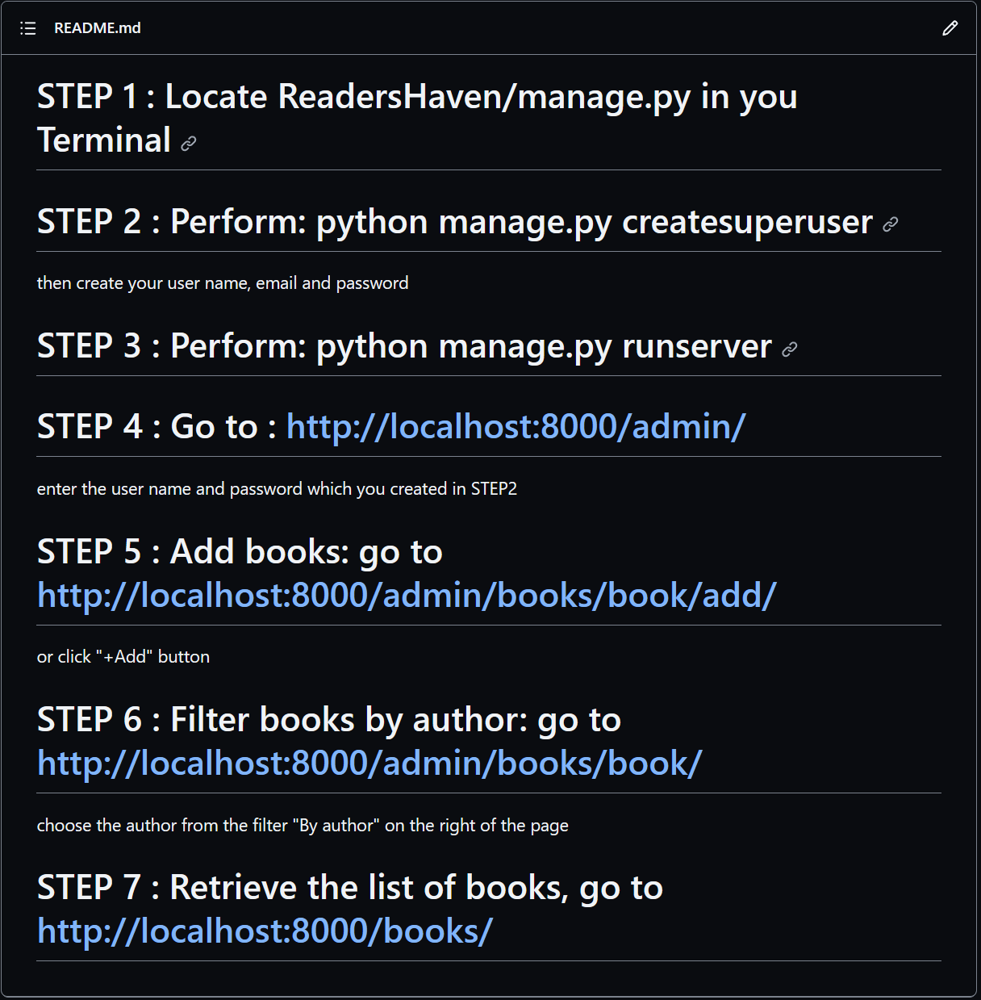 README.md
STEP 1 : Locate ReadersHaven/manage.py in you
Terminal
STEP 2 : Perform: python manage.py createsuperuser
then create your user name, email and password
STEP 3 : Perform: python manage.py runserver
STEP 4 : Go to : http://localhost:8000/admin/
enter the user name and password which you created in STEP2
STEP 5 : Add books: go to
http://localhost:8000/admin/books/book/add/
or click "+Add" button
STEP 6 : Filter books by author: go to
http://localhost:8000/admin/books/book/
choose the author from the filter "By author" on the right of the page
STEP 7 : Retrieve the list of books, go to
http://localhost:8000/books/